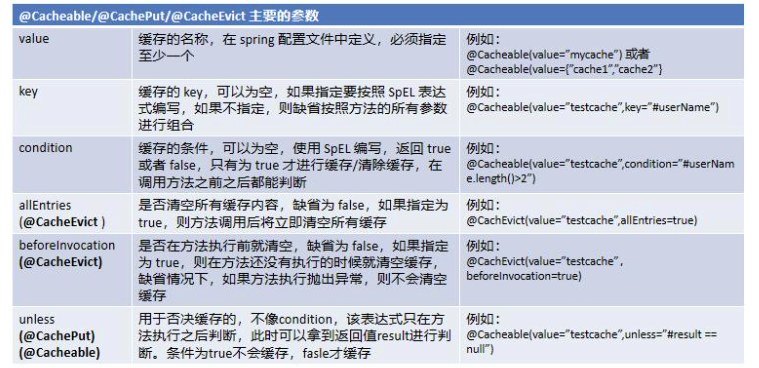 @Cacheable/@CachePut/@CacheEvict 主要的参数
value
缓存的名称，在 spring 配置文件中定义，必须指定
至少一个
例如：
@Cacheable(value=”mycache”) 或者
@Cacheable(value={”cache1”,”cache2”}
key
缓存的 key，可以为空，如果指定要按照 SpEL 表达
式编写，如果不指定，则缺省按照方法的所有参数
进行组合
例如：
@Cacheable(value=”testcache”,key=”#userName”)
condition
缓存的条件，可以为空，使用 SpEL 编写，返回 true
或者 false，只有为 true 才进行缓存/清除缓存，在
调用方法之前之后都能判断
例如：
@Cacheable(value=”testcache”,condition=”#userNam
e.length()>2”)
allEntries
(@CacheEvict )
是否清空所有缓存内容，缺省为 false，如果指定为
true，则方法调用后将立即清空所有缓存
例如：
@CachEvict(value=”testcache”,allEntries=true)
beforeInvocation
(@CacheEvict)
是否在方法执行前就清空，缺省为 false，如果指定
为 true，则在方法还没有执行的时候就清空缓存，
缺省情况下，如果方法执行抛出异常，则不会清空
缓存
例如：
@CachEvict(value=”testcache”，
beforeInvocation=true)
unless
(@CachePut)
(@Cacheable)
用于否决缓存的，不像condition，该表达式只在方
法执行之后判断，此时可以拿到返回值result进行判
断。条件为true不会缓存，fasle才缓存
例如：
@Cacheable(value=”testcache”,unless=”#result ==
null”)